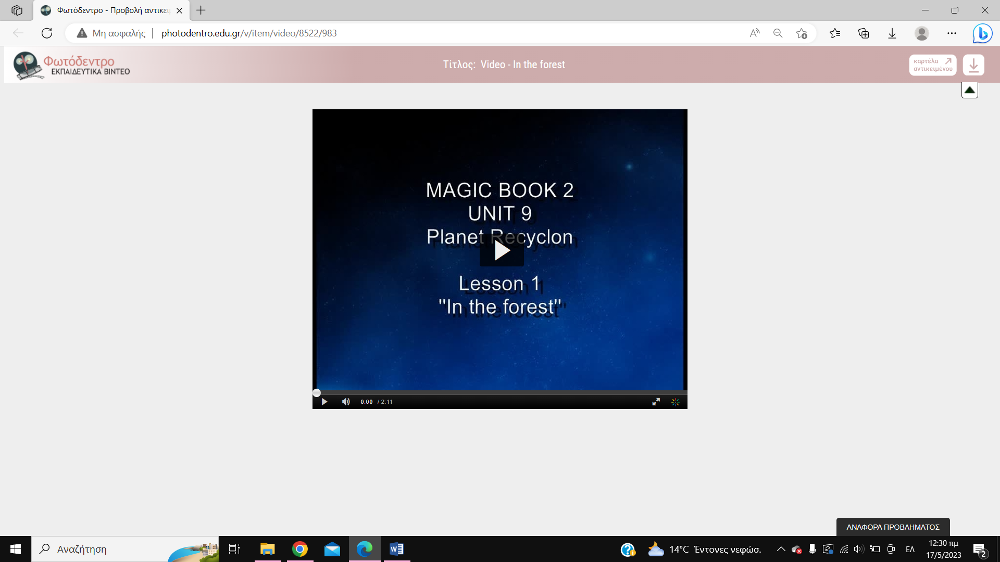 Φωτόδεντρο - Προβολή αντικει
Μη ασφαλής
photodentro.edu.gr/v/item/video/8522/983
Φωτόδεντρο
ΕΚΠΑΙΔΕΥΤΙΚΑ ΒΙΝΤΕΟ
Τίτλος: Video - In the forest
καρτέλα
αντικειμένου
MAGIC BOOK 2
UNIT 9
Planet Recyclon
Lesson 1
"In the forest"
0:00 / 2:11
ΑΝΑΦΟΡΑ ΠΡΟΒΛΗΜΑΤΟΣ
Αναζήτηση
14°C Έντονες νεφώσ.
ΕΛ
12:30 πμ
17/5/2023
2